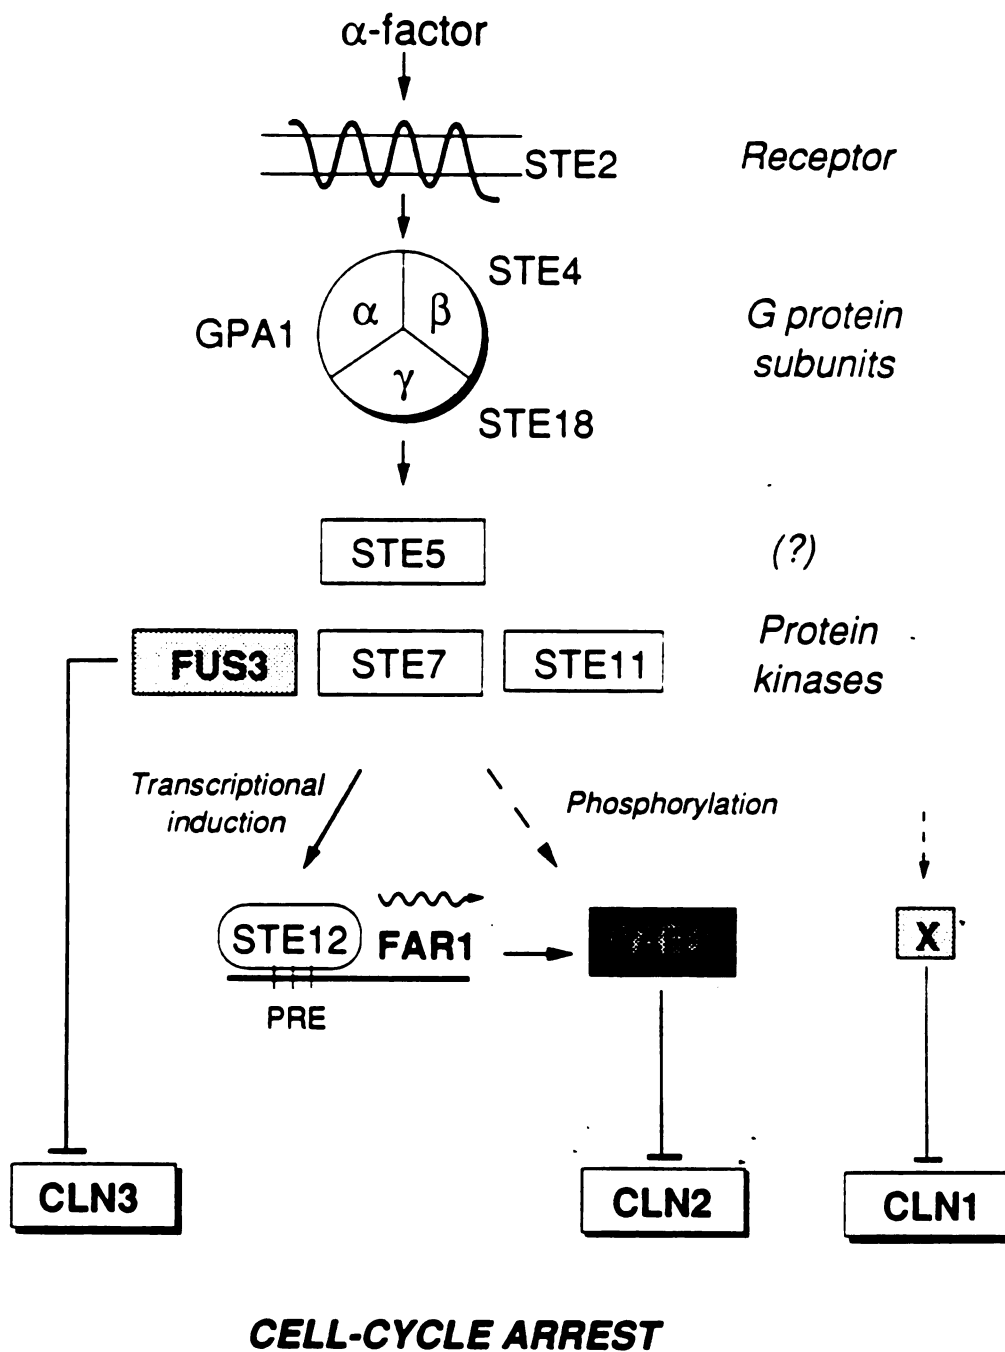 α-factor
STE2
Receptor
STE4
GPA1
α
β
γ
G protein
subunits
STE18
STE5
(?)
FUS3
STE7
STE11
Protein
kinases
Transcriptional
induction
Phosphorylation
STE12
FAR1
X
PRE
CLN3
CLN2
CLN1
CELL-CYCLE ARREST